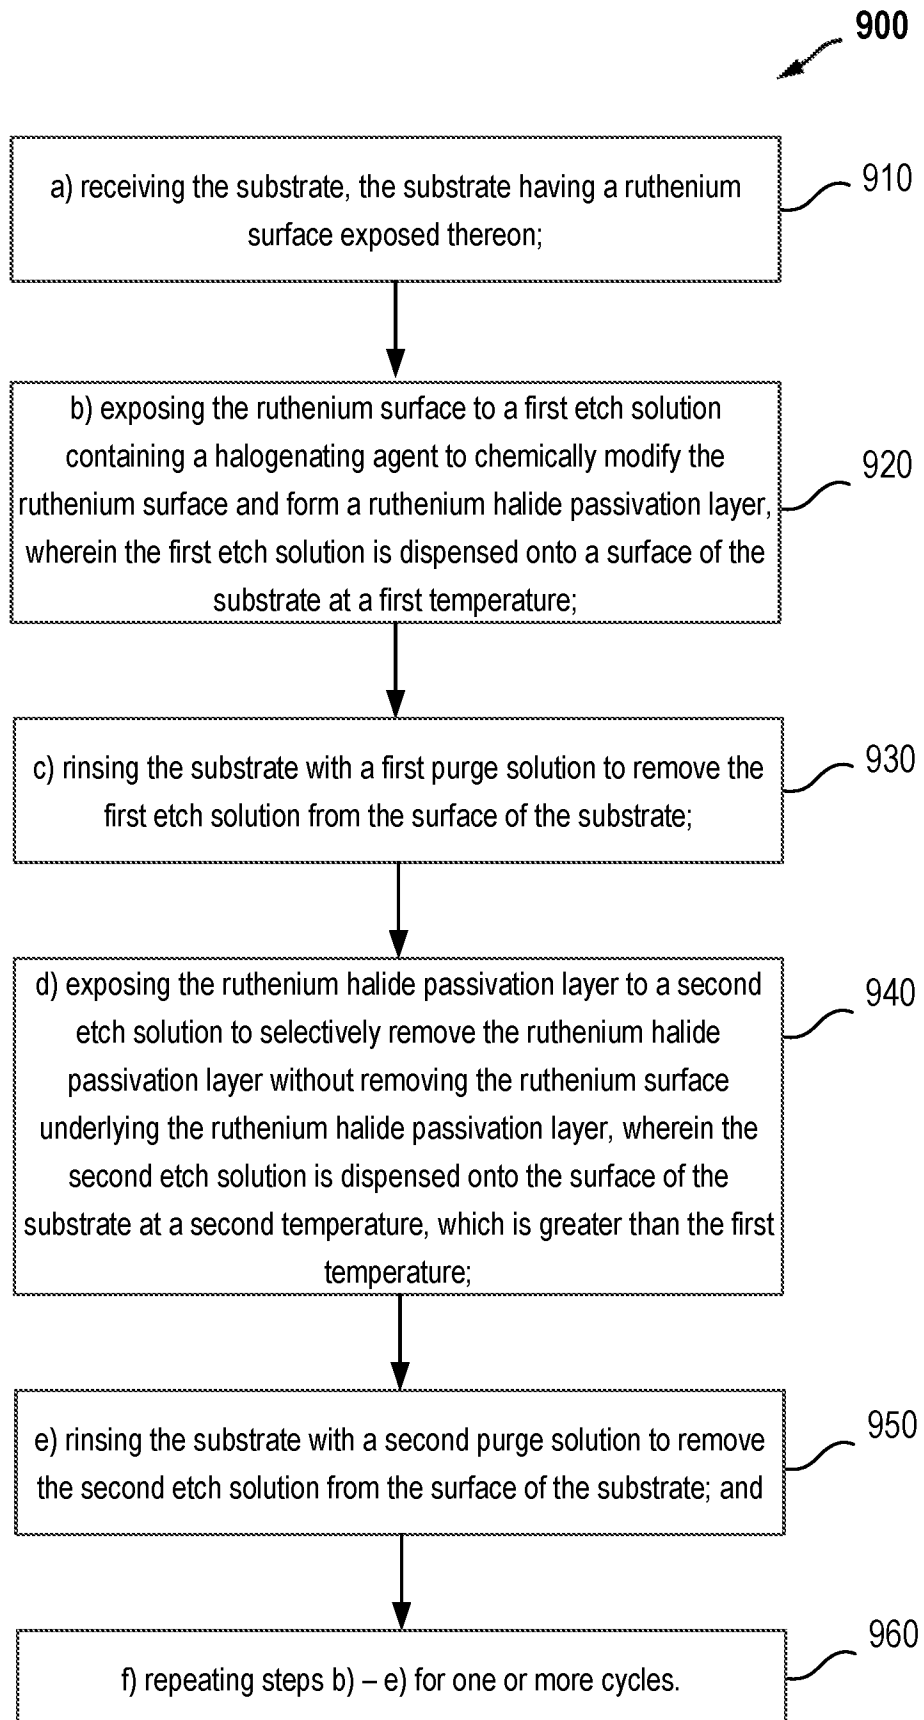 900
a) receiving the substrate, the substrate having a ruthenium
surface exposed thereon;
910
b) exposing the ruthenium surface to a first etch solution
containing a halogenating agent to chemically modify the
ruthenium surface and form a ruthenium halide passivation layer,
wherein the first etch solution is dispensed onto a surface of the
substrate at a first temperature;
920
c) rinsing the substrate with a first purge solution to remove the
first etch solution from the surface of the substrate;
930
d) exposing the ruthenium halide passivation layer to a second
etch solution to selectively remove the ruthenium halide
passivation layer without removing the ruthenium surface
underlying the ruthenium halide passivation layer, wherein the
second etch solution is dispensed onto the surface of the
substrate at a second temperature, which is greater than the first
temperature;
940
e) rinsing the substrate with a second purge solution to remove
the second etch solution from the surface of the substrate; and
950
f) repeating steps b) – e) for one or more cycles.
960